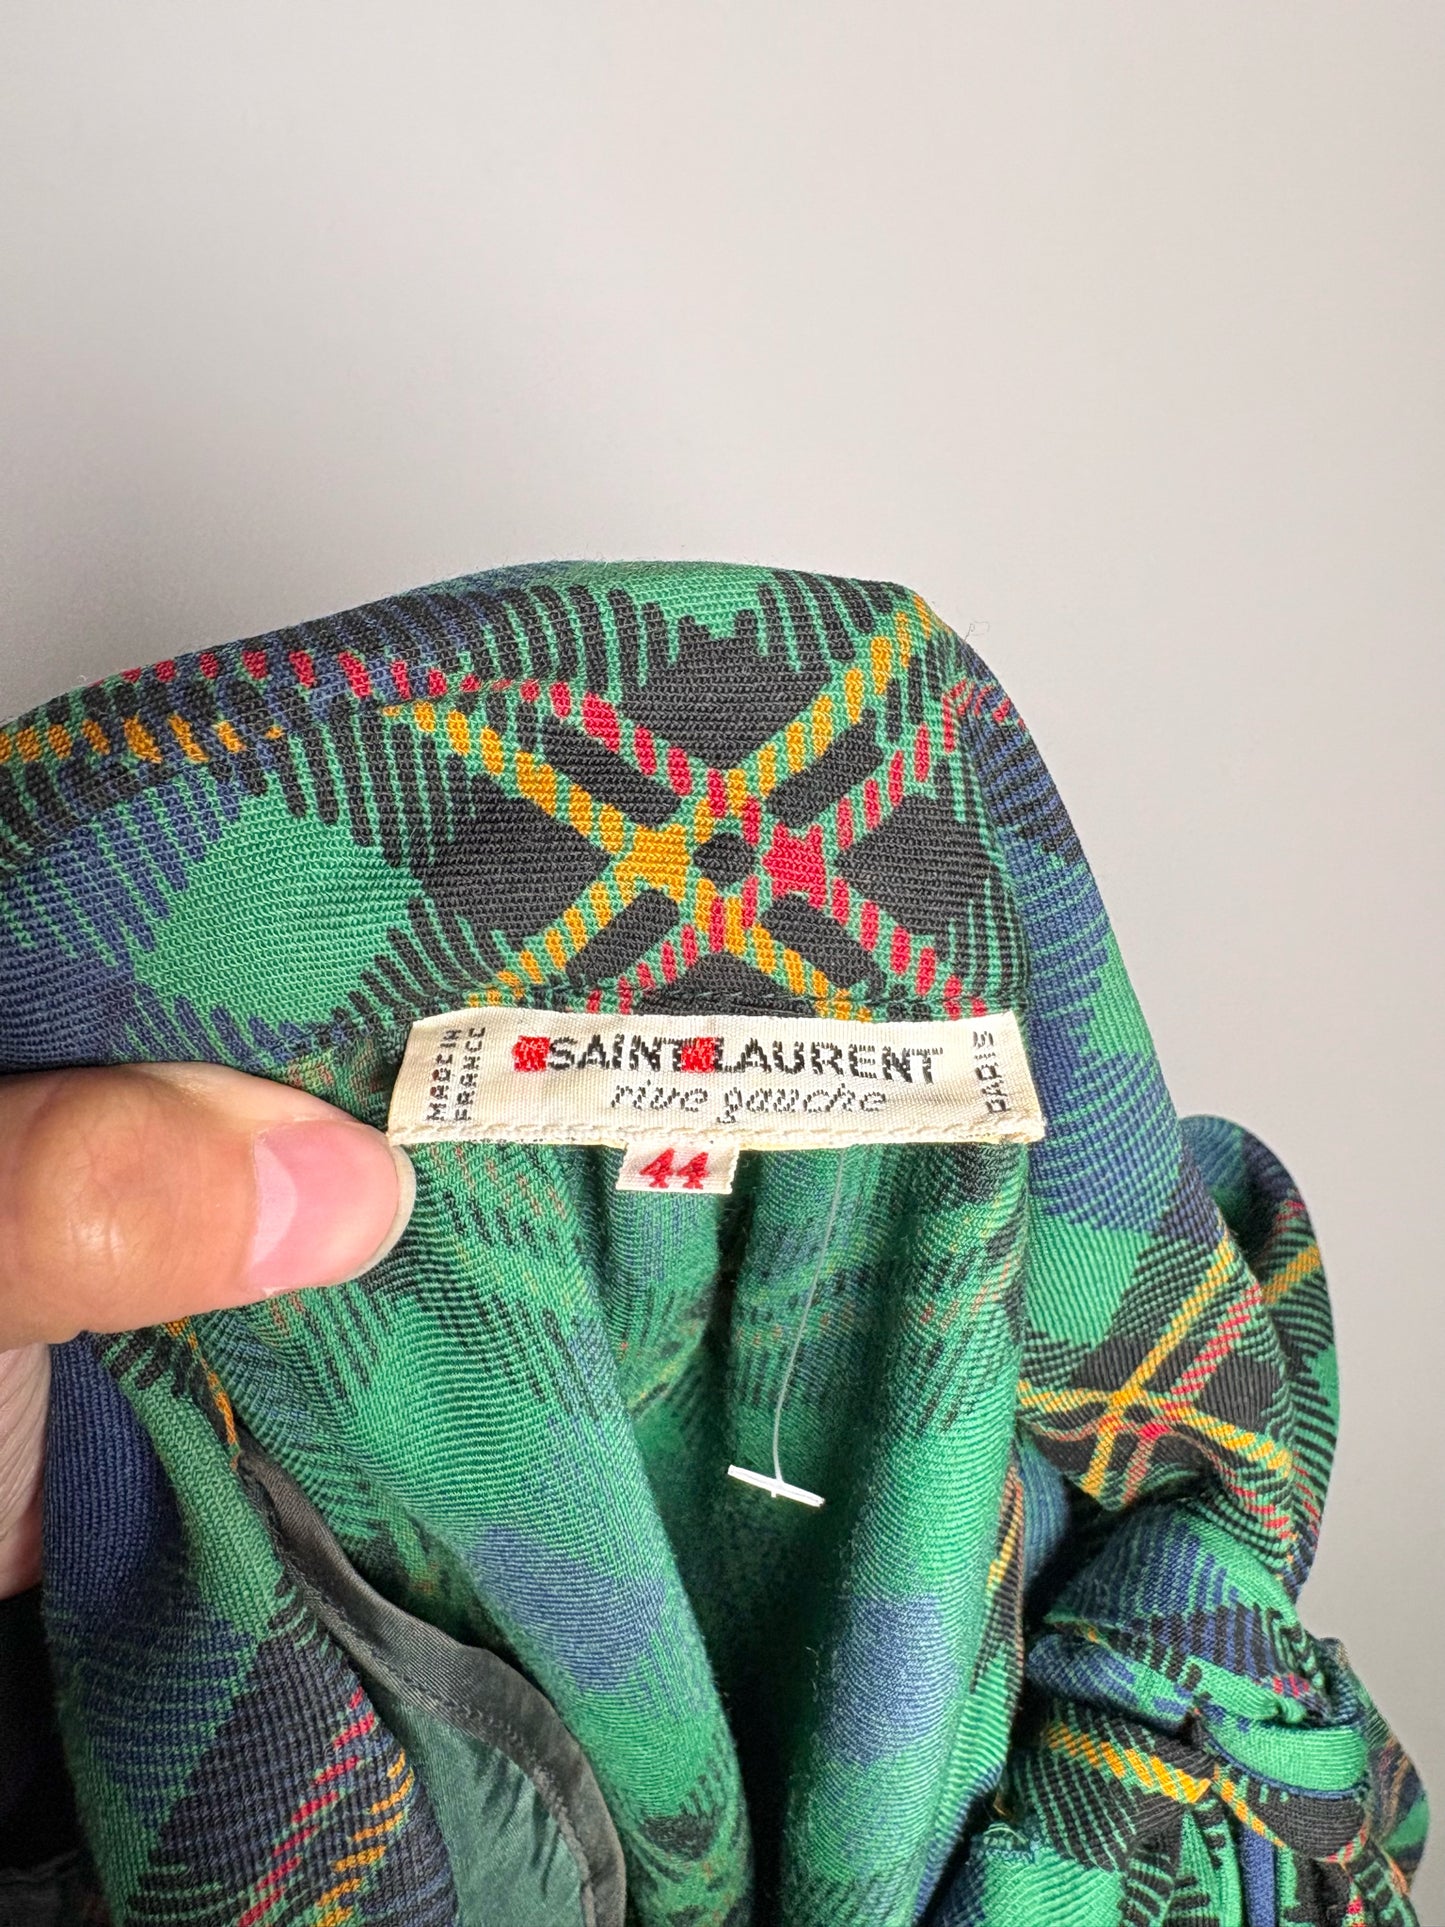 MADE IN
FRANCE
SAINT LAURENT
rive gauche
PARIS
44